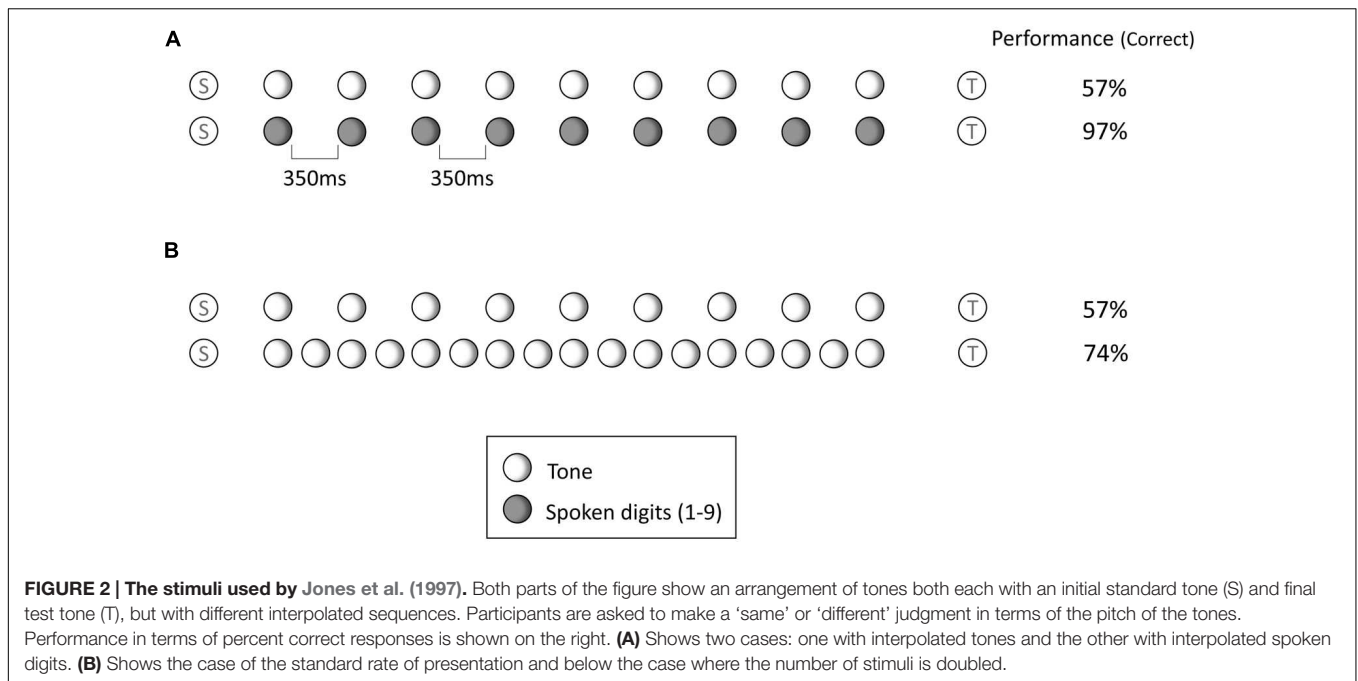 A
Performance (Correct)
S T 57%
S T 97%
350ms 350ms
B
S T 57%
S T 74%
Tone
Spoken digits (1-9)
FIGURE 2 | The stimuli used by Jones et al. (1997). Both parts of the figure show an arrangement of tones both each with an initial standard tone (S) and final
test tone (T), but with different interpolated sequences. Participants are asked to make a ‘same’ or ‘different’ judgment in terms of the pitch of the tones.
Performance in terms of percent correct responses is shown on the right. (A) Shows two cases: one with interpolated tones and the other with interpolated spoken
digits. (B) Shows the case of the standard rate of presentation and below the case where the number of stimuli is doubled.